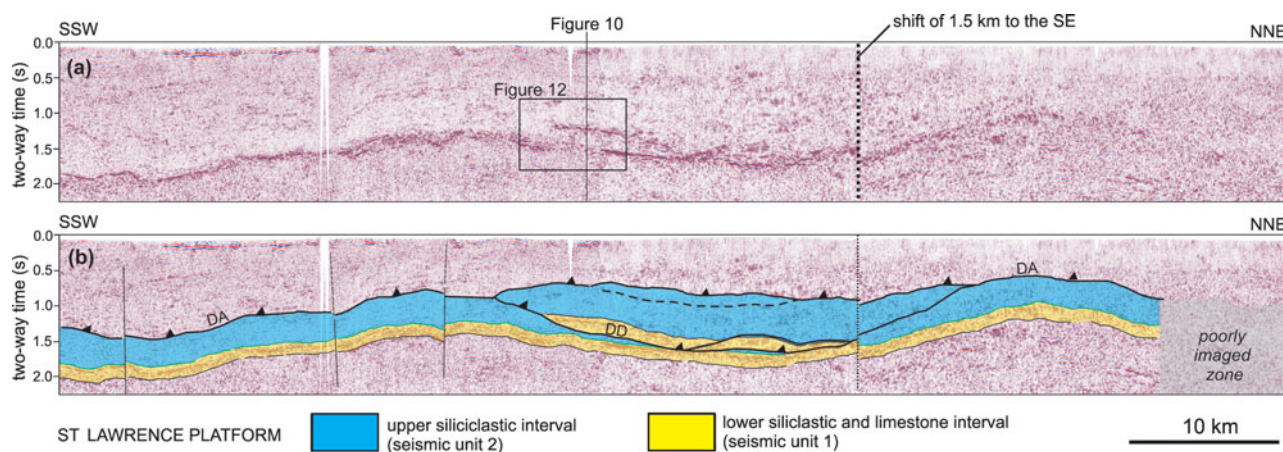 Figure 10
shift of 1.5 km to the SE
SSW
NNE
0.0
(a)
0.5
Figure 12
1.0
1.5
2.0
two-way time (s)
SSW
NNE
0.0
(b)
0.5
DA
DA
1.0
DD
1.5
poorly
imaged
zone
2.0
two-way time (s)
ST LAWRENCE PLATFORM
upper siliciclastic interval
(seismic unit 2)
lower siliclastic and limestone interval
(seismic unit 1)
10 km